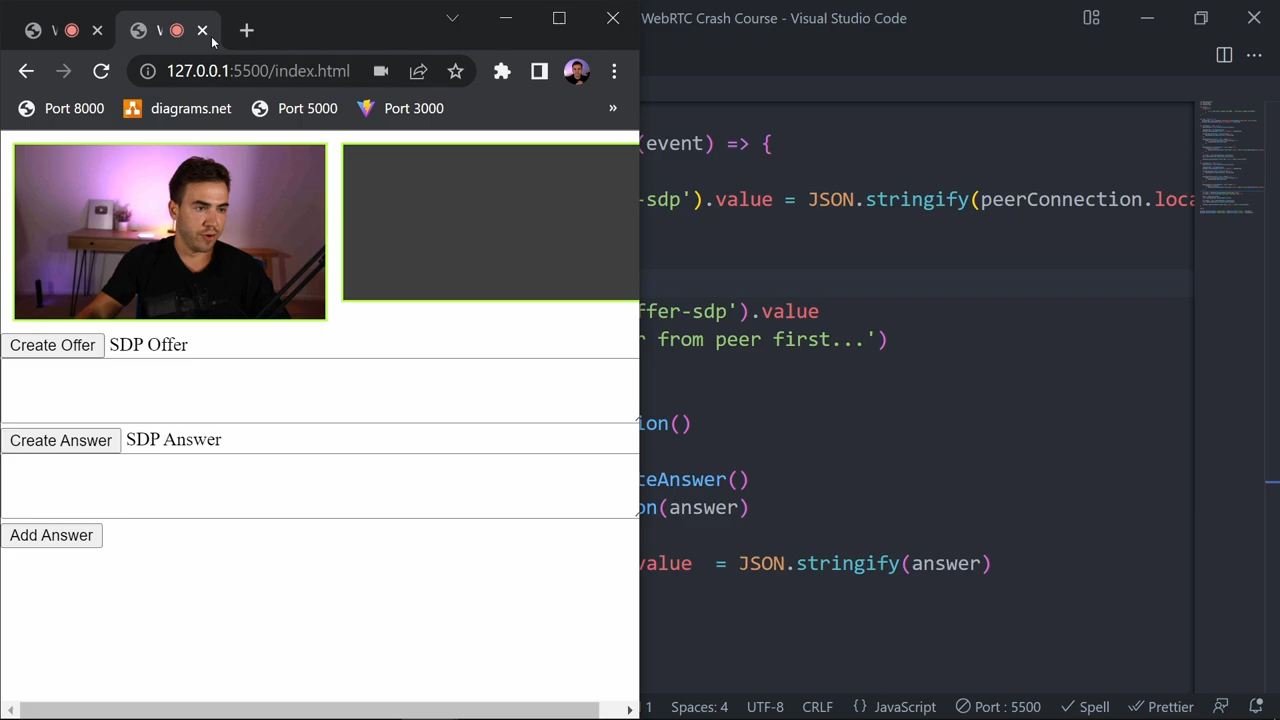 WebRTC Crash Course - Visual Studio Code
127.0.0.1:5500/index.html
Port 8000
diagrams.net
Port 5000
Port 3000
»
(event) => {
-sdp').value = JSON.stringify(peerConnection.loca
ffer-sdp').value
r from peer first...')
ion()
teAnswer()
on(answer)
value = JSON.stringify(answer)
Create Offer SDP Offer
Create Answer SDP Answer
Add Answer
1 Spaces: 4 UTF-8 CRLF {} JavaScript Port : 5500 Spell Prettier